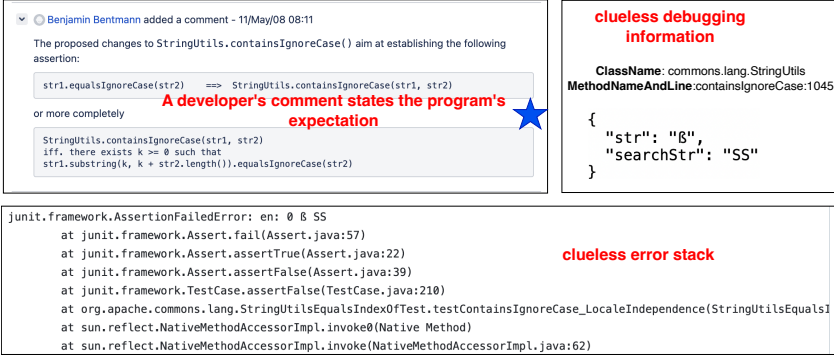 Benjamin Bentmann added a comment - 11/May/08 08:11
The proposed changes to StringUtils.containsIgnoreCase() aim at establishing the following
assertion:
str1.equalsIgnoreCase(str2)    ==>  StringUtils.containsIgnoreCase(str1, str2)
A developer's comment states the program's
expectation
or more completely
StringUtils.containsIgnoreCase(str1, str2)
iff. there exists k >= 0 such that
str1.substring(k, k + str2.length()).equalsIgnoreCase(str2)
clueless debugging
information
ClassName: commons.lang.StringUtils
MethodNameAndLine:containsIgnoreCase:1045
{
"str": "ß",
"searchStr": "SS"
}
junit.framework.AssertionFailedError: en: 0 ß SS
at junit.framework.Assert.fail(Assert.java:57)
at junit.framework.Assert.assertTrue(Assert.java:22)
at junit.framework.Assert.assertFalse(Assert.java:39)
at junit.framework.TestCase.assertFalse(TestCase.java:210)
at org.apache.commons.lang.StringUtilsEqualsIndexOfTest.testContainsIgnoreCase_LocaleIndependence(StringUtilsEqualsI
at sun.reflect.NativeMethodAccessorImpl.invoke0(Native Method)
at sun.reflect.NativeMethodAccessorImpl.invoke(NativeMethodAccessorImpl.java:62)
clueless error stack